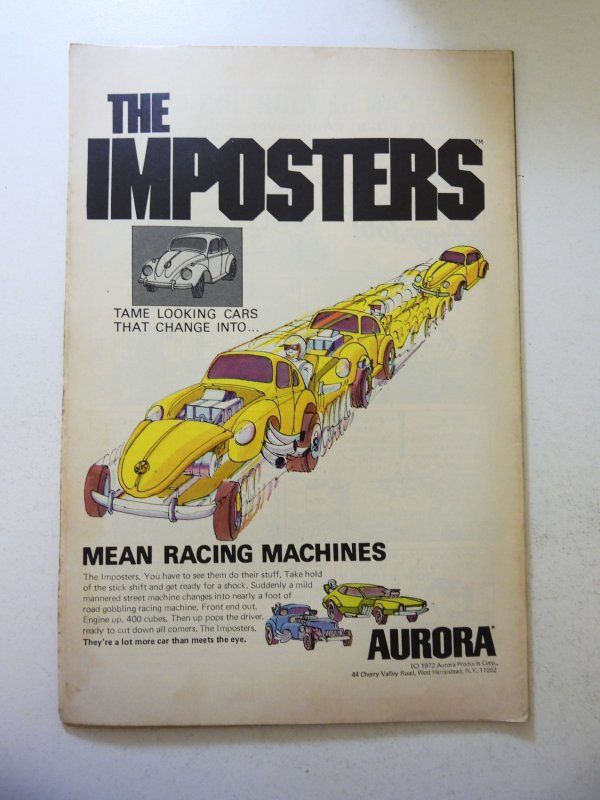 THE
IMPOSTERS™
TAME LOOKING CARS
THAT CHANGE INTO...
MEAN RACING MACHINES
The Imposters. You have to see them do their stuff. Take hold
of the stick shift and get ready for a shock. Suddenly a mild
mannered street machine changes into nearly a foot of
road gobbling racing machine. Front end out.
Engine up, 400 cubes. Then up pops the driver,
ready to cut down all comers. The Imposters.
They're a lot more car than meets the eye.
AURORA®
(C) 1972 Aurora Products Corp.,
44 Cherry Valley Road, West Hempstead, N.Y. 11552